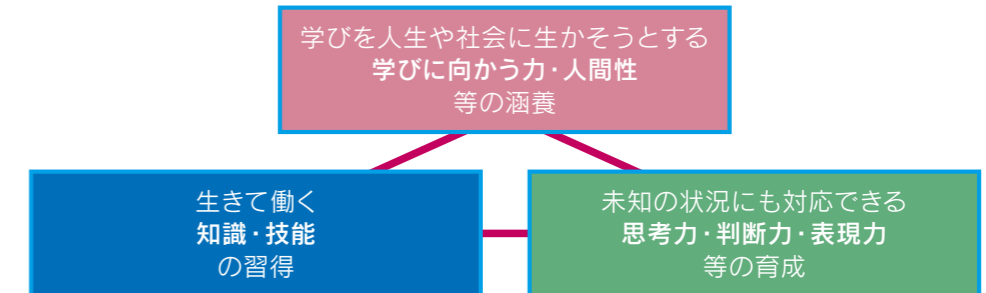 学びを人生や社会に生かそうとする
学びに向かう力・人間性
等の涵養
生きて働く
知識・技能
の習得
未知の状況にも対応できる
思考力・判断力・表現力
等の育成